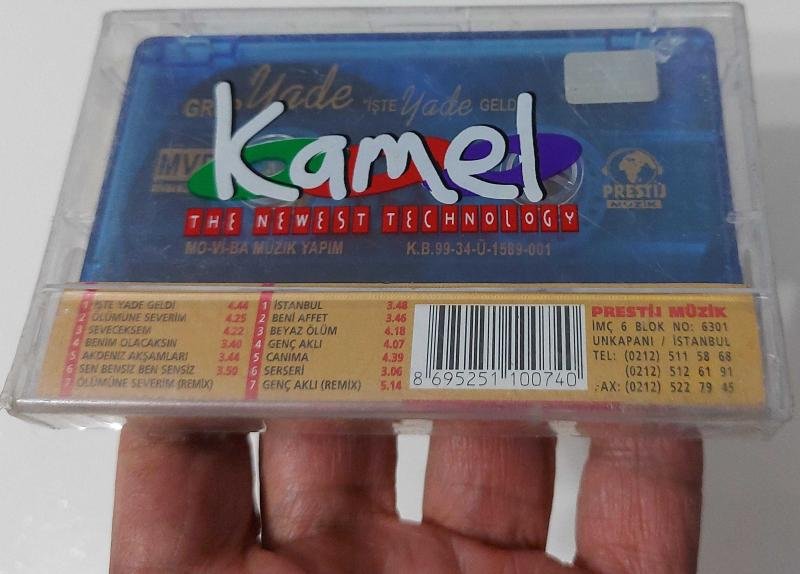 GRUP Yade "İŞTE Yade GELDİ
Kamel
MVB
PRESTİJ
MÜZİK
THE NEWEST TECHNOLOGY
MO-Vİ-BA MÜZİK YAPIM K.B.99-34-Ü-1589-001
1 İŞTE YADE GELDİ 4.44
2 ÖLÜMÜNE SEVERİM 4.25
3 SEVECEKSEM 4.22
4 BENİM OLACAKSIN 3.40
5 AKDENİZ AKŞAMLARI 3.44
6 SEN BENSİZ BEN SENSİZ 3.50
7 ÖLÜMÜNE SEVERİM (REMİX)
1 İSTANBUL 3.48
2 BENİ AFFET 3.46
3 BEYAZ ÖLÜM 4.18
4 GENÇ AKLI 4.07
5 CANIMA 4.39
6 SERSERİ 3.06
7 GENÇ AKLI (REMİX) 5.14
8 695251 100740
PRESTİJ MÜZİK
İMÇ 6 BLOK NO: 6301
UNKAPANI / İSTANBUL
TEL: (0212) 511 58 68
(0212) 512 61 91
FAX: (0212) 522 79 45